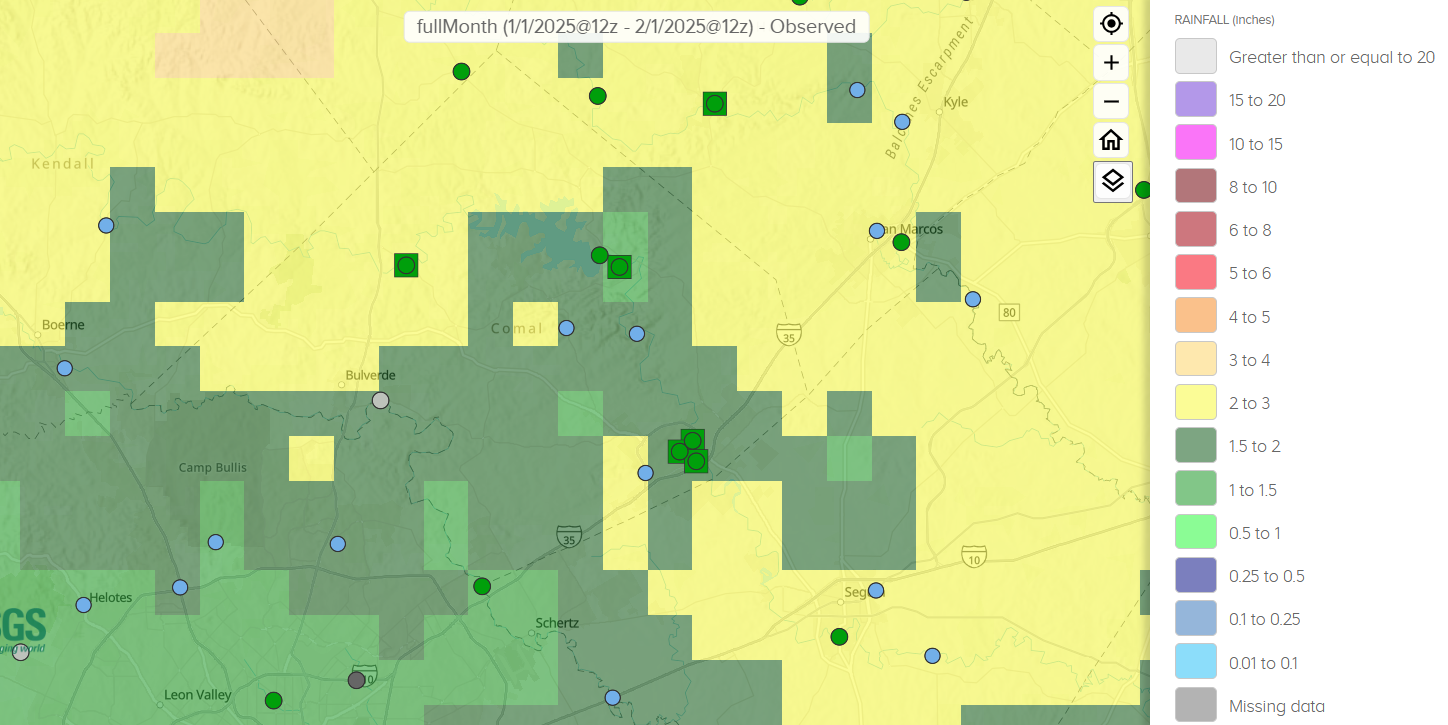 fullMonth (1/1/2025@12z - 2/1/2025@12z) - Observed
RAINFALL (Inches)
Greater than or equal to 20
15 to 20
10 to 15
8 to 10
6 to 8
5 to 6
4 to 5
3 to 4
2 to 3
1.5 to 2
1 to 1.5
0.5 to 1
0.25 to 0.5
0.1 to 0.25
0.01 to 0.1
Missing data
Balcones Escarpment
Kyle
Kendall
San Marcos
80
Boerne
Comal
35
Bulverde
Camp Bullis
35
10
Helotes
Seguin
GS
ging world
Schertz
10
Leon Valley